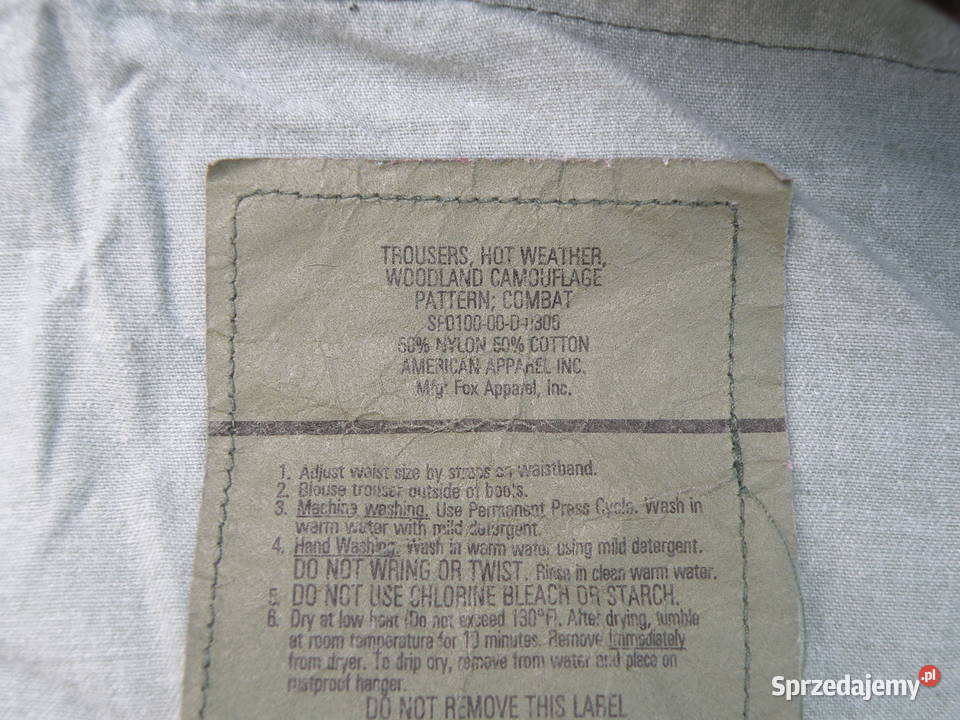 TROUSERS, HOT WEATHER,
WOODLAND CAMOUFLAGE
PATTERN; COMBAT
SP0100-00-D-0306
50% NYLON 50% COTTON
AMERICAN APPAREL INC.
Mfg: Fox Apparel, Inc.
1. Adjust waist size by straps on waistband.
2. Blouse trouser outside of boots.
3. Machine washing. Use Permanent Press Cycle. Wash in
warm water with mild detergent.
4. Hand Washing. Wash in warm water using mild detergent.
DO NOT WRING OR TWIST. Rinse in clean warm water.
5. DO NOT USE CHLORINE BLEACH OR STARCH.
6. Dry at low heat (Do not exceed 130°F). After drying, tumble
at room temperature for 10 minutes. Remove immediately
from dryer. To drip dry, remove from water and place on
rustproof hanger.
DO NOT REMOVE THIS LABEL
Sprzedajemy.pl